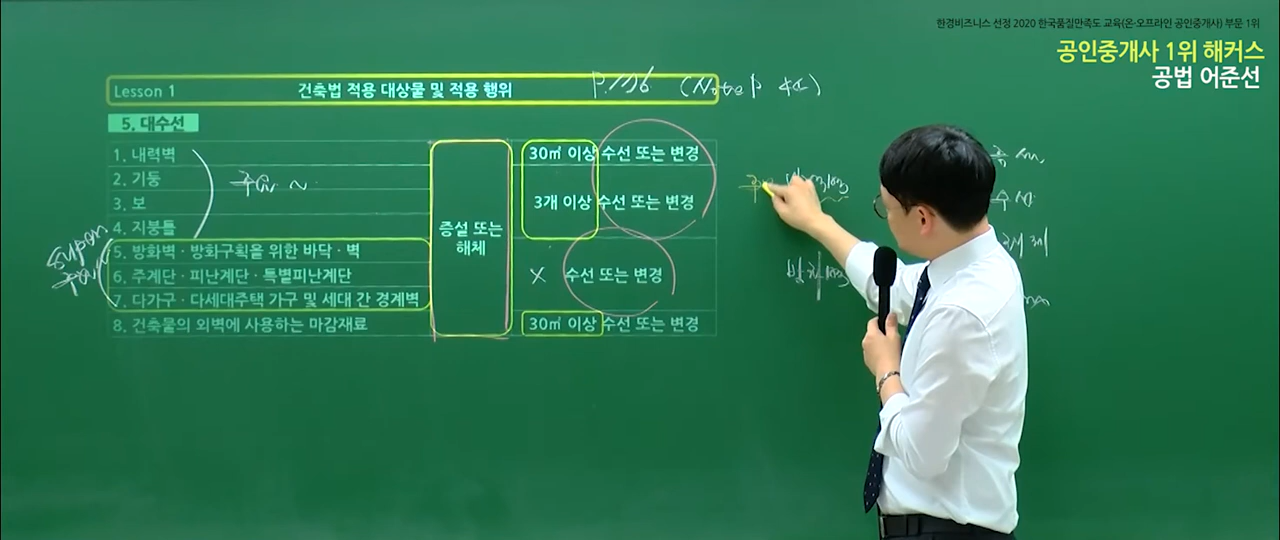 한경비즈니스 선정 2020 한국품질만족도 교육(온·오프라인 공인중개사) 부문 1위
공인중개사 1위 해커스
공법 어준선
Lesson 1 건축법 적용 대상물 및 적용 행위
5. 대수선
1. 내력벽
2. 기둥
3. 보
4. 지붕틀
5. 방화벽·방화구획을 위한 바닥·벽
6. 주계단·피난계단·특별피난계단
7. 다가구·다세대주택 가구 및 세대 간 경계벽
8. 건축물의 외벽에 사용하는 마감재료
증설 또는
해체
30㎡ 이상 수선 또는 변경
3개 이상 수선 또는 변경
× 수선 또는 변경
30㎡ 이상 수선 또는 변경